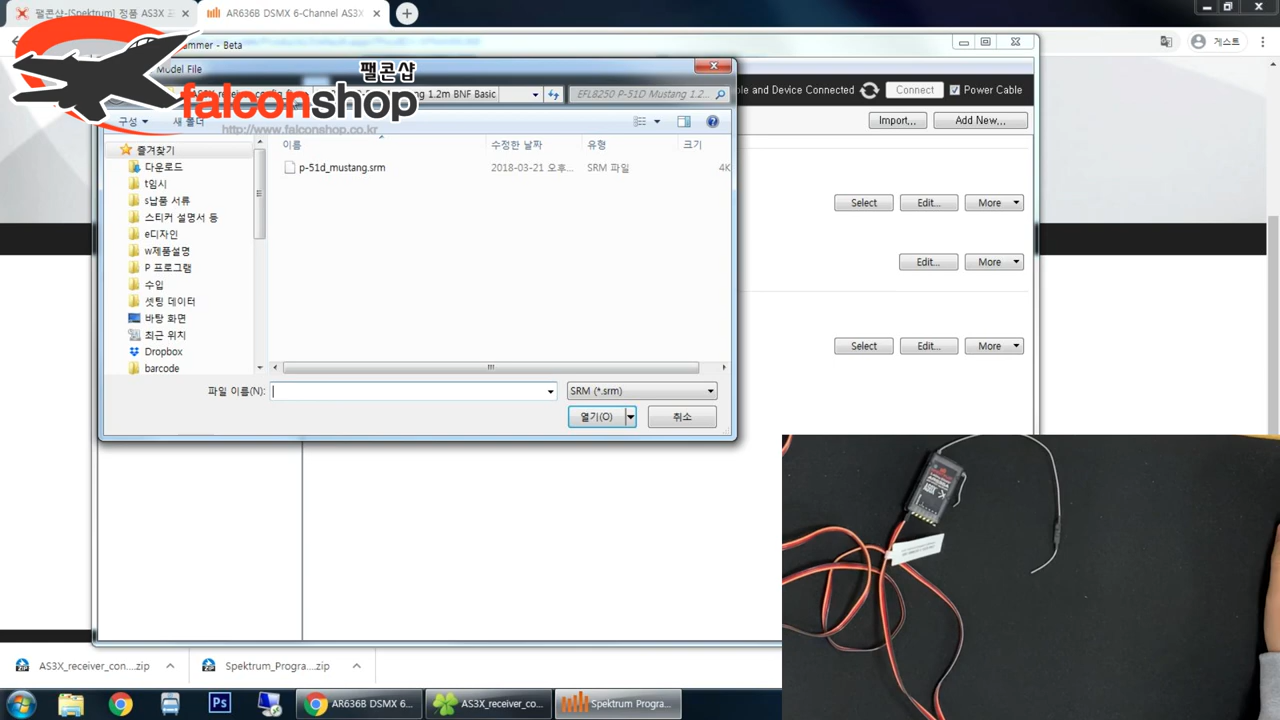 팰콘샵-[Spektrum] 정품 AS3X
AR636B DSMX 6-Channel AS3X
ammer - Beta
게스트
Model File
팰콘샵
falconshop
http://www.falconshop.co.kr
ang 1.2m BNF Basic
EFL8250 P-51D Mustang 1.2...
le and Device Connected
Connect
Power Cable
구성
새 폴더
Import,,,
Add New,,,
즐겨찾기
이름
수정한 날짜
유형
크기
다운로드
p-51d_mustang.srm
2018-03-21 오후...
SRM 파일
4K
t임시
s납품 서류
Select
Edit...
More
스티커 설명서 등
e디자인
w제품설명
P 프로그램
Edit...
More
수입
셋팅 데이터
바탕 화면
최근 위치
Select
Edit...
More
Dropbox
barcode
파일 이름(N):
SRM (*.srm)
열기(O)
취소
AS3X_receiver_con....zip
Spektrum_Progra....zip
AR636B DSMX 6...
AS3X_receiver_co...
Spektrum Progra...